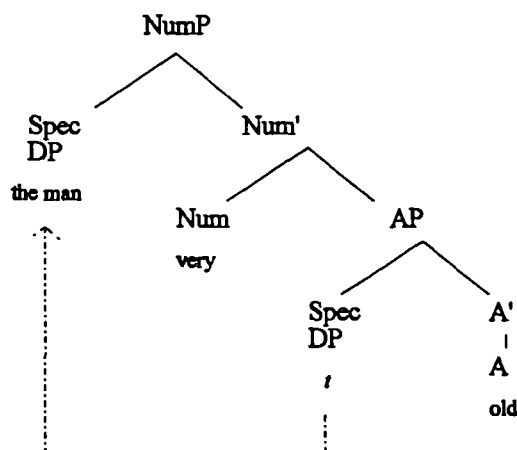 NumP
Spec Num'
DP
the man
Num AP
very
Spec A'
DP
A
t
old